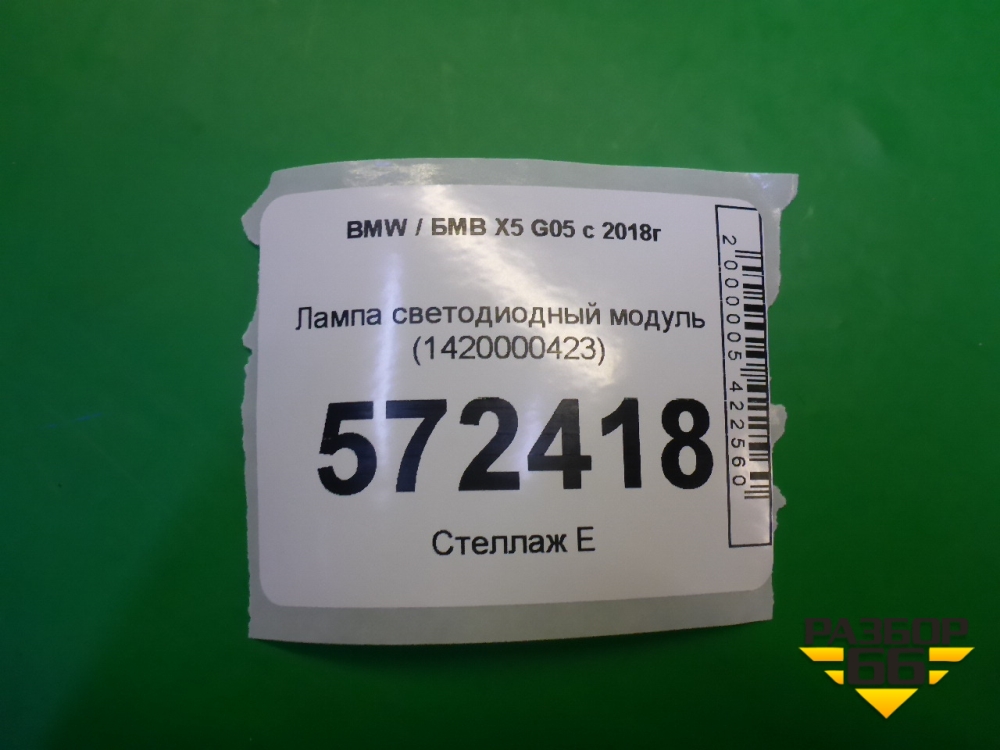 BMW / БМВ X5 G05 с 2018г
Лампа светодиодный модуль
(1420000423)
572418
Стеллаж Е
2000005422560
РАЗБОР
66